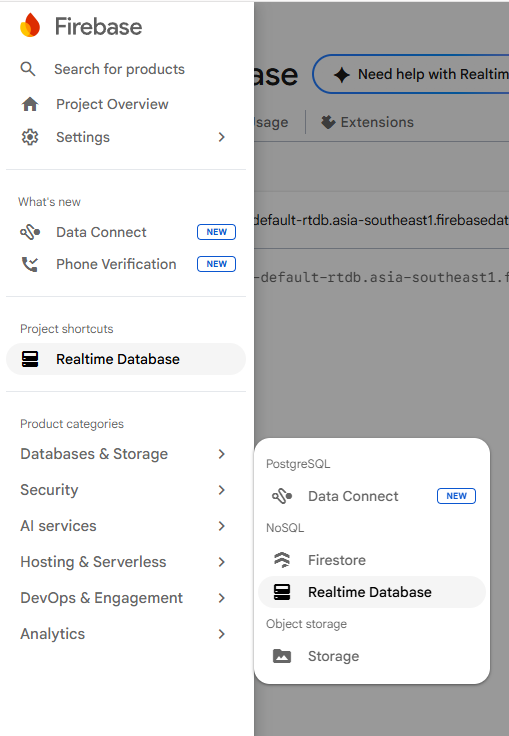 Firebase
Search for products
Project Overview
Settings
What's new
Data Connect NEW
Phone Verification NEW
Project shortcuts
Realtime Database
Product categories
Databases & Storage
Security
AI services
Hosting & Serverless
DevOps & Engagement
Analytics
ase Need help with Realtim
sage Extensions
default-rtdb.asia-southeast1.firebasedat
-default-rtdb.asia-southeast1.f
PostgreSQL
Data Connect NEW
NoSQL
Firestore
Realtime Database
Object storage
Storage